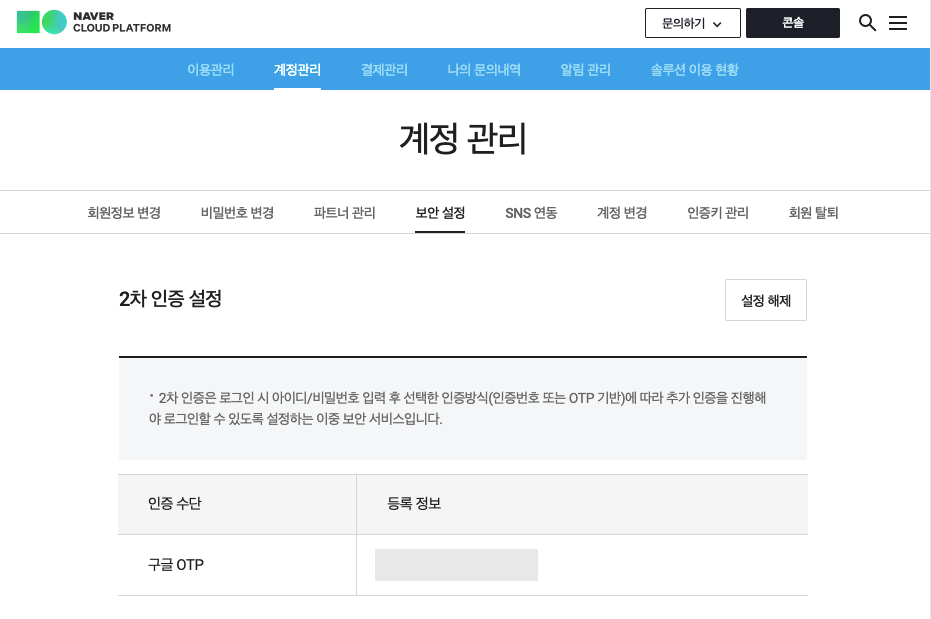 NAVER
CLOUD PLATFORM
문의하기
콘솔
이용관리 계정관리 결제관리 나의 문의내역 알림 관리 솔루션 이용 현황
계정 관리
회원정보 변경 비밀번호 변경 파트너 관리 보안 설정 SNS 연동 계정 변경 인증키 관리 회원 탈퇴
2차 인증 설정
설정 해제
· 2차 인증은 로그인 시 아이디/비밀번호 입력 후 선택한 인증방식(인증번호 또는 OTP 기반)에 따라 추가 인증을 진행해
야 로그인할 수 있도록 설정하는 이중 보안 서비스입니다.
인증 수단 등록 정보
구글 OTP